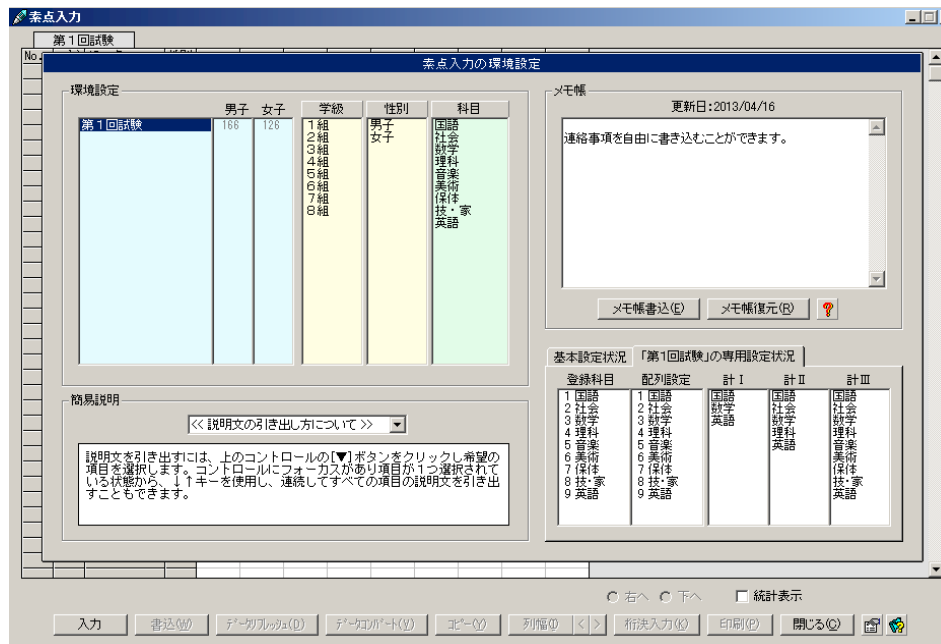 素点入力
第1回試験
No.
素点入力の環境設定
環境設定
男子 女子 学級 性別 科目
第1回試験 166 126
1組
2組
3組
4組
5組
6組
7組
8組
男子
女子
国語
社会
数学
理科
音楽
美術
保体
技・家
英語
メモ帳
更新日:2013/04/16
連絡事項を自由に書き込むことができます。
メモ帳書込(E) メモ帳復元(R) ?
簡易説明
<< 説明文の引き出し方について >>
説明文を引き出すには、上のコントロールの[▼]ボタンをクリックし希望の
項目を選択します。コントロールにフォーカスがあり項目が1つ選択されて
いる状態から、↓↑キーを使用し、連続してすべての項目の説明文を引き出
すこともできます。
基本設定状況 「第1回試験」の専用設定状況
登録科目 配列設定 計Ⅰ 計Ⅱ 計Ⅲ
1 国語 1 国語 国語 国語 国語
2 社会 2 社会 数学 社会 社会
3 数学 3 数学 英語 数学 数学
4 理科 4 理科 理科 理科
5 音楽 5 音楽 英語 音楽
6 美術 6 美術 美術
7 保体 7 保体 保体
8 技・家 8 技・家 技・家
9 英語 9 英語 英語
右へ 下へ 統計表示
入力 書込(W) データリフレッシュ(D) データコンバート(V) コピー(Y) 列幅(I) < > 桁決入力(K) 印刷(P) 閉じる(C)